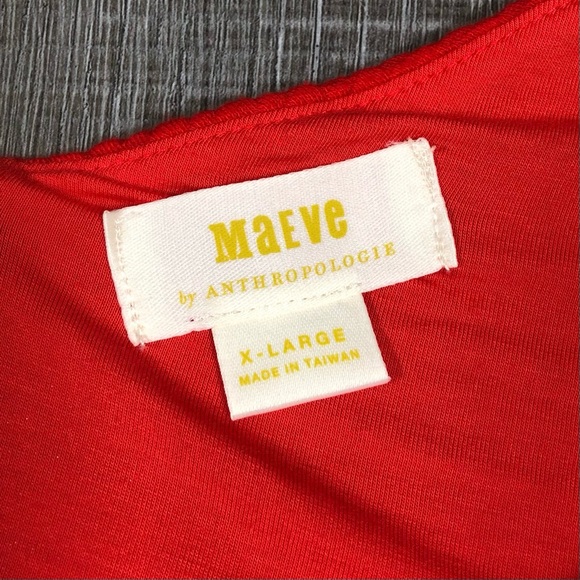 MaEVe
by ANTHROPOLOGIE
X-LARGE
MADE IN TAIWAN